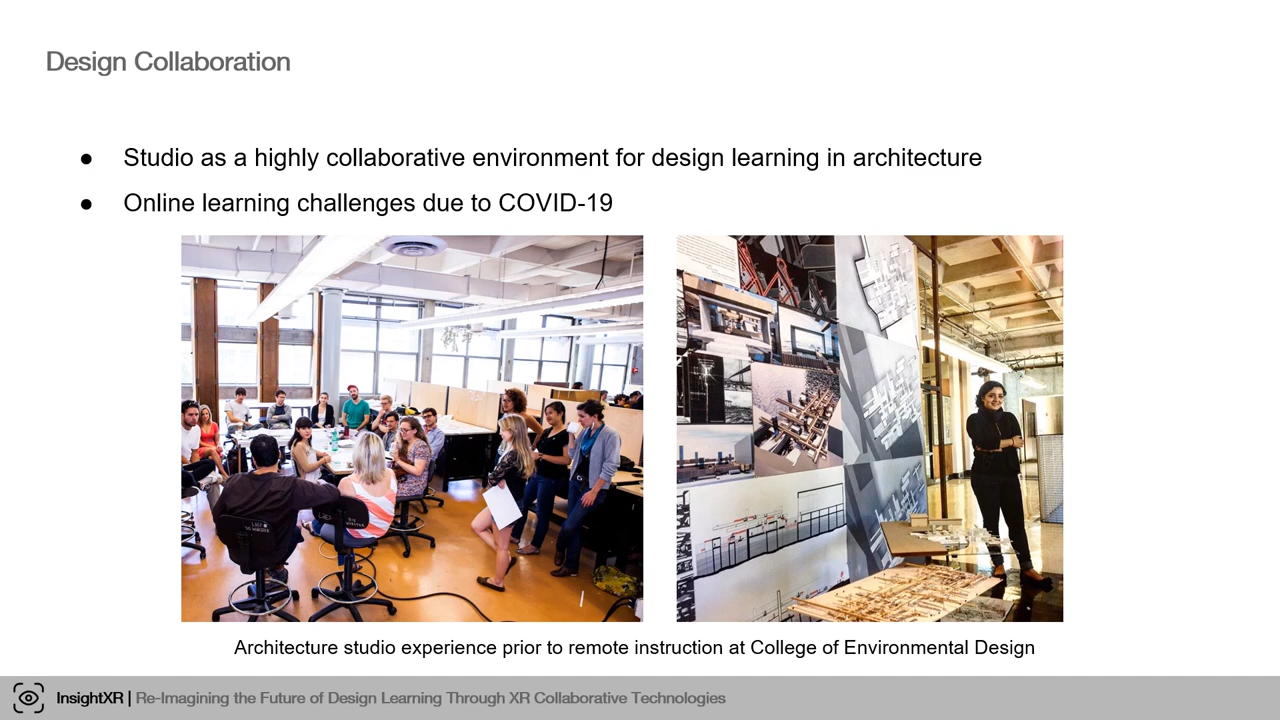 Design Collaboration
● Studio as a highly collaborative environment for design learning in architecture
● Online learning challenges due to COVID-19
Architecture studio experience prior to remote instruction at College of Environmental Design
InsightXR | Re-Imagining the Future of Design Learning Through XR Collaborative Technologies